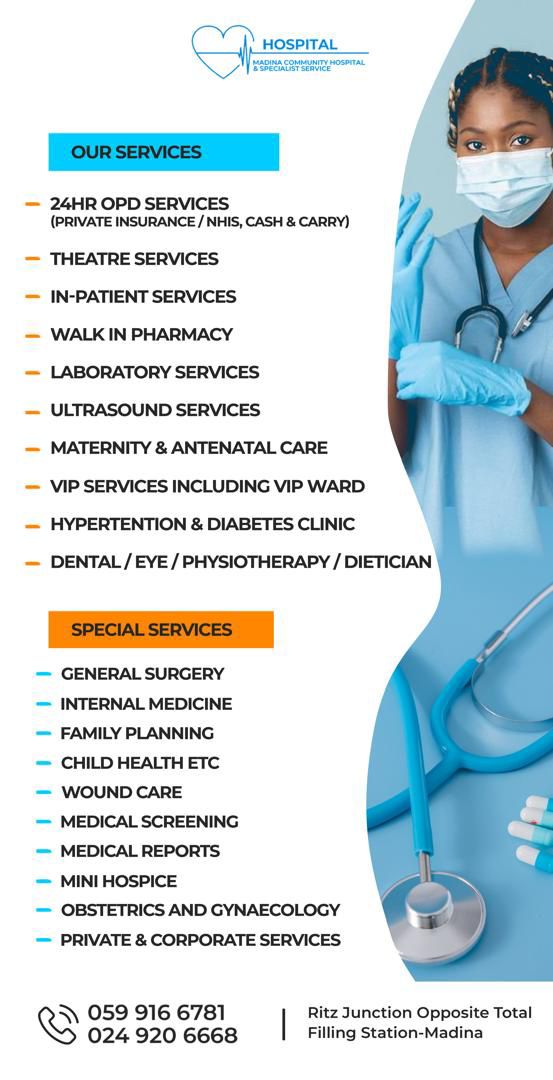 HOSPITAL
MADINA COMMUNITY HOSPITAL
& SPECIALIST SERVICE
OUR SERVICES
24HR OPD SERVICES
(PRIVATE INSURANCE / NHIS, CASH & CARRY)
THEATRE SERVICES
IN-PATIENT SERVICES
WALK IN PHARMACY
LABORATORY SERVICES
ULTRASOUND SERVICES
MATERNITY & ANTENATAL CARE
VIP SERVICES INCLUDING VIP WARD
HYPERTENTION & DIABETES CLINIC
DENTAL / EYE / PHYSIOTHERAPY / DIETICIAN
SPECIAL SERVICES
GENERAL SURGERY
INTERNAL MEDICINE
FAMILY PLANNING
CHILD HEALTH ETC
WOUND CARE
MEDICAL SCREENING
MEDICAL REPORTS
MINI HOSPICE
OBSTETRICS AND GYNAECOLOGY
PRIVATE & CORPORATE SERVICES
059 916 6781
024 920 6668
Ritz Junction Opposite Total
Filling Station-Madina